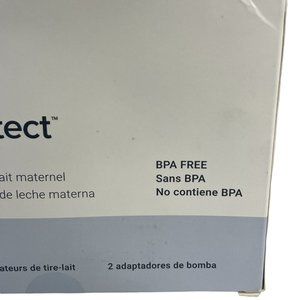 tect™
ait maternel
de leche materna
BPA FREE
Sans BPA
No contiene BPA
ateurs de tire-lait
2 adaptadores de bomba